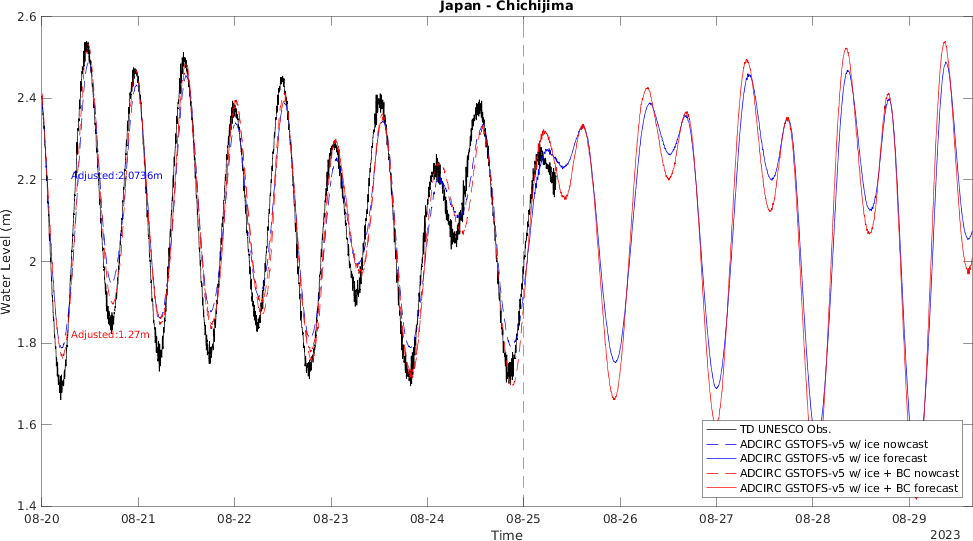 Japan - Chichijima
2.6
2.4
2.2
2
1.8
1.6
1.4
Water Level (m)
Adjusted:2.0736m
Adjusted:1.27m
TD UNESCO Obs.
ADCIRC GSTOFS-v5 w/ ice nowcast
ADCIRC GSTOFS-v5 w/ ice forecast
ADCIRC GSTOFS-v5 w/ ice + BC nowcast
ADCIRC GSTOFS-v5 w/ ice + BC forecast
08-20 08-21 08-22 08-23 08-24 08-25 08-26 08-27 08-28 08-29
Time
2023